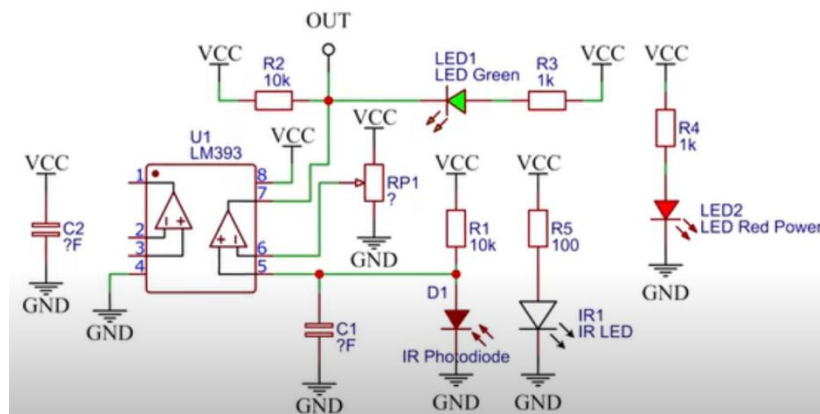 OUT
VCC
R2
10k
LED1
LED Green
R3
1k
VCC
VCC
R4
1k
LED2
LED Red Power
GND
U1
LM393
VCC
1
2
3
4
8
7
6
5
- +
+ -
VCC
C2
?F
GND
GND
VCC
RP1
?
GND
VCC
R1
10k
VCC
R5
100
C1
?F
GND
D1
IR Photodiode
GND
IR1
IR LED
GND